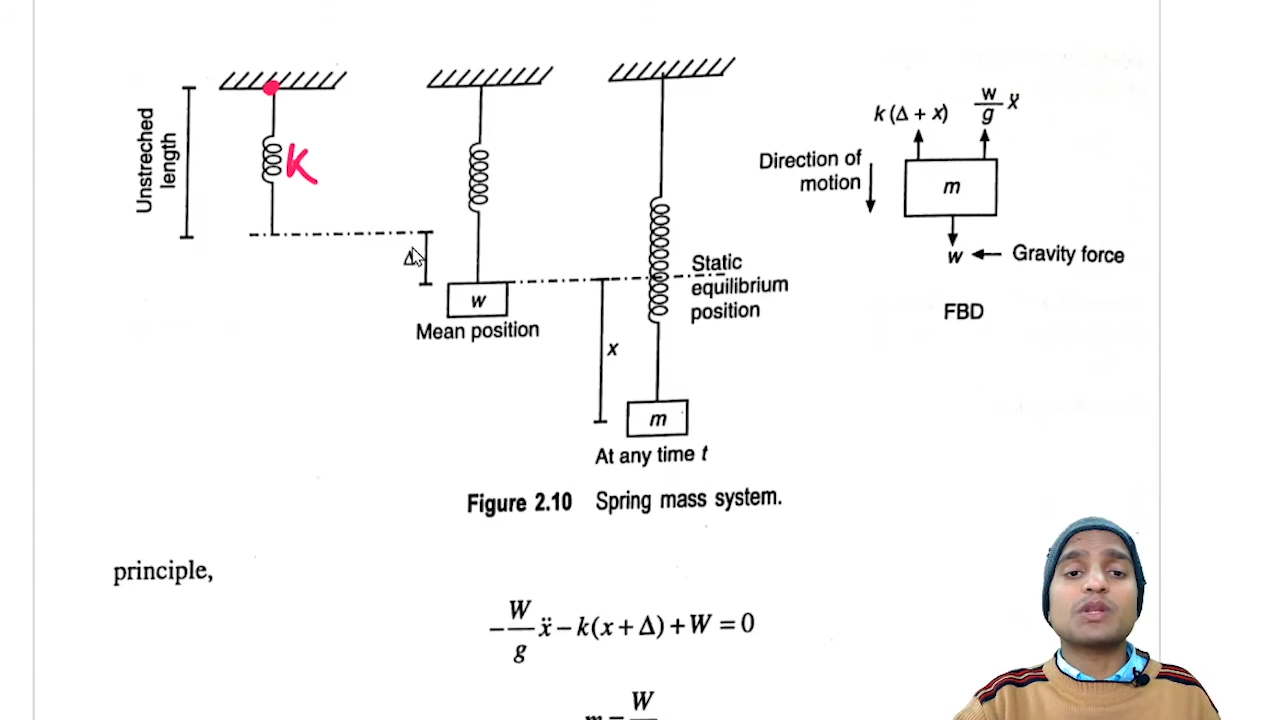 Unstreched
length
K
Δ
w
Mean position
x
Static
equilibrium
position
m
At any time t
k (Δ + x)
w/g ẍ
Direction of
motion
m
w ← Gravity force
FBD
Figure 2.10 Spring mass system.
principle,
−W/g ẍ − k(x + Δ) + W = 0
m = W